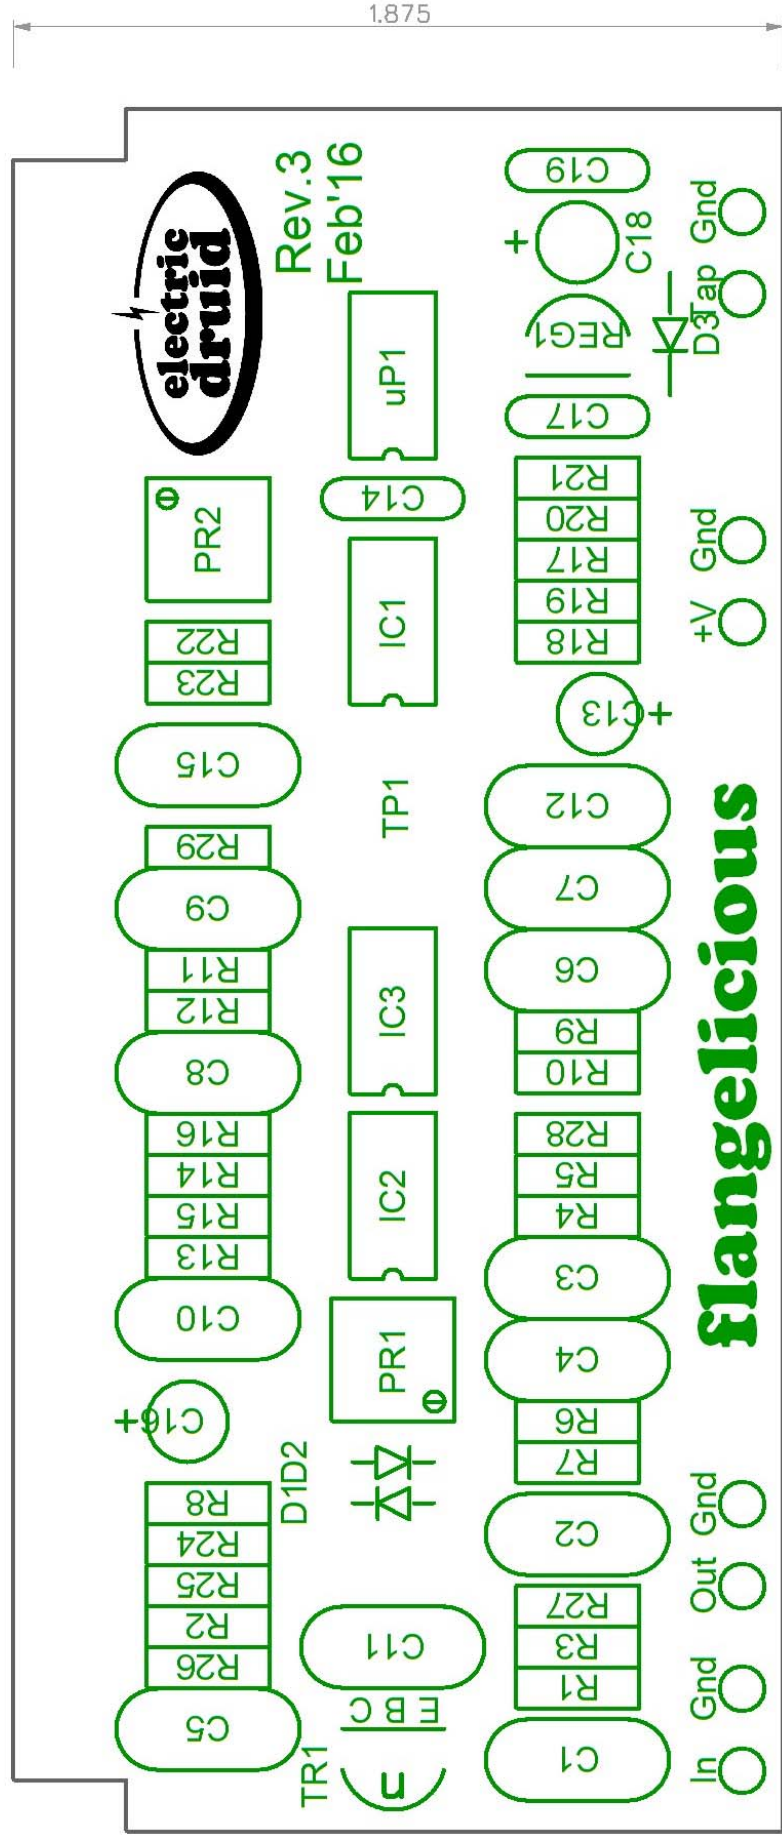 1.875
electric
druid
Rev.3
Feb'16
C19
+
C18
Gnd
Tap
D3
REG1
uP1
C17
C14
PR2
R21
R20
R17
R19
R18
Gnd
+V
IC1
R22
R23
C13
+
C15
TP1
C12
R29
C9
C7
R11
R12
C6
IC3
R9
R10
C8
R16
R14
R15
R13
IC2
R28
R5
R4
flangelicious
C10
C3
PR1
C4
C16
+
R6
R7
D1
D2
R8
R24
R25
R2
R26
C2
Gnd
Out
C11
R27
R3
R1
C5
E B C
TR1
n
C1
Gnd
In